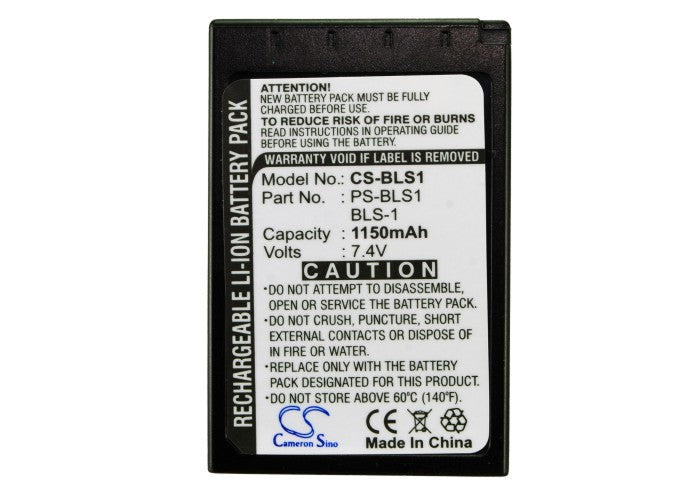 RECHARGEABLE LI-ION BATTERY PACK
ATTENTION!
NEW BATTERY PACK MUST BE FULLY
CHARGED BEFORE USE.
TO REDUCE RISK OF FIRE OR BURNS
READ INSTRUCTIONS IN OPERATING GUIDE
BEFORE USING BATTERY.
WARRANTY VOID IF LABEL IS REMOVED
Model No.: CS-BLS1
Part No. : PS-BLS1
BLS-1
Capacity : 1150mAh
Volts : 7.4V
CAUTION
•DO NOT ATTEMPT TO DISASSEMBLE,
OPEN OR SERVICE THE BATTERY PACK.
•DO NOT CRUSH, PUNCTURE, SHORT
EXTERNAL CONTACTS OR DISPOSE OF
IN FIRE OR WATER.
•REPLACE ONLY WITH THE BATTERY
PACK DESIGNATED FOR THIS PRODUCT.
•DO NOT STORE ABOVE 60°C (140°F).
CS
Cameron Sino
CE
Made In China